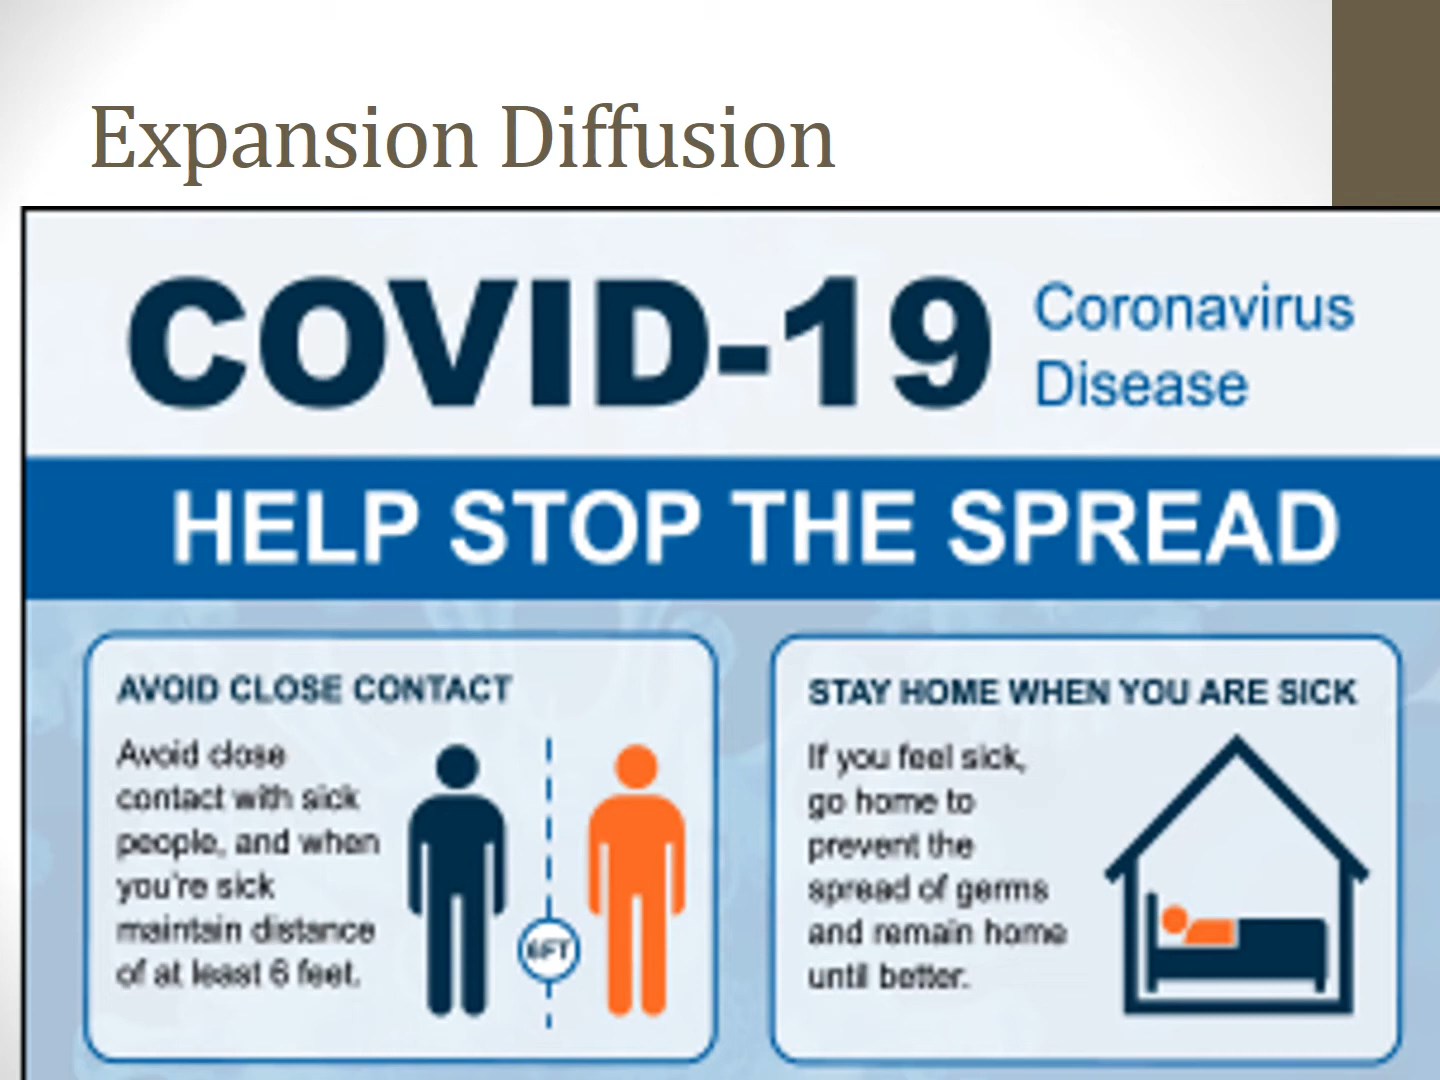 Expansion Diffusion
COVID-19
Coronavirus
Disease
HELP STOP THE SPREAD
AVOID CLOSE CONTACT
Avoid close
contact with sick
people, and when
you're sick
maintain distance
of at least 6 feet.
6FT
STAY HOME WHEN YOU ARE SICK
If you feel sick,
go home to
prevent the
spread of germs
and remain home
until better.